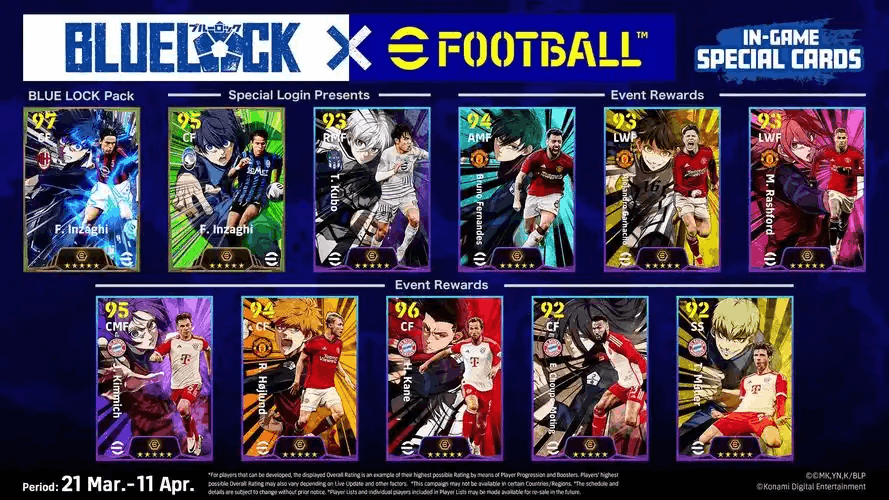 BLUELOCK
ブルーロック
×
FOOTBALL™
IN-GAME
SPECIAL CARDS
BLUE LOCK Pack
Special Login Presents
Event Rewards
97
CF
F. Inzaghi
95
CF
F. Inzaghi
93
RMF
T. Kubo
94
AMF
Bruno Fernandes
93
LWF
Alejandro Garnacho
93
LWF
M. Rashford
Event Rewards
95
CMF
J. Kimmich
94
CF
R. Højlund
96
CF
H. Kane
92
CF
E. Choupo-Moting
92
SS
T. Müller
Period: 21 Mar.-11 Apr.
*For players that can be developed, the displayed Overall Rating is an example of their highest possible Rating by means of Player Progression and Boosters. Players' highest
possible Overall Rating may also vary depending on Live Update and other factors. *This campaign may not be available in certain Countries/Regions. *The schedule and
details are subject to change without prior notice. *Player Lists and individual players included in Player Lists may be made available for re-sale in the future.
©©MK,YN,K/BLP
©Konami Digital Entertainment